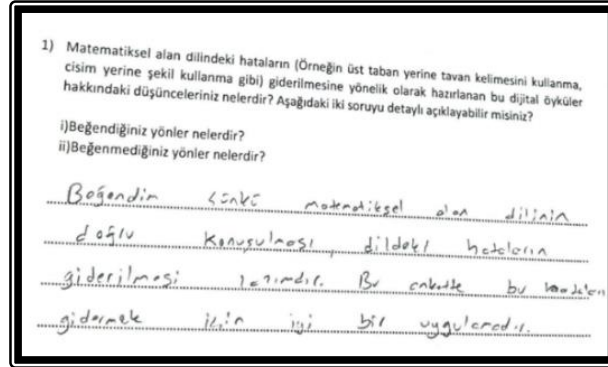 1) Matematiksel alan dilindeki hataların (Örneğin üst taban yerine tavan kelimesini kullanma,
cisim yerine şekil kullanma gibi) giderilmesine yönelik olarak hazırlanan bu dijital öyküler
hakkındaki düşünceleriniz nelerdir? Aşağıdaki iki soruyu detaylı açıklayabilir misiniz?
i)Beğendiğiniz yönler nelerdir?
ii)Beğenmediğiniz yönler nelerdir?
Beğendim çünkü matematiksel alan dilinin
doğru konuşulması, dildeki hataların
giderilmesi lazımdır. Bu ankette bu hataları
gidermek için iyi bir uygulamadır.